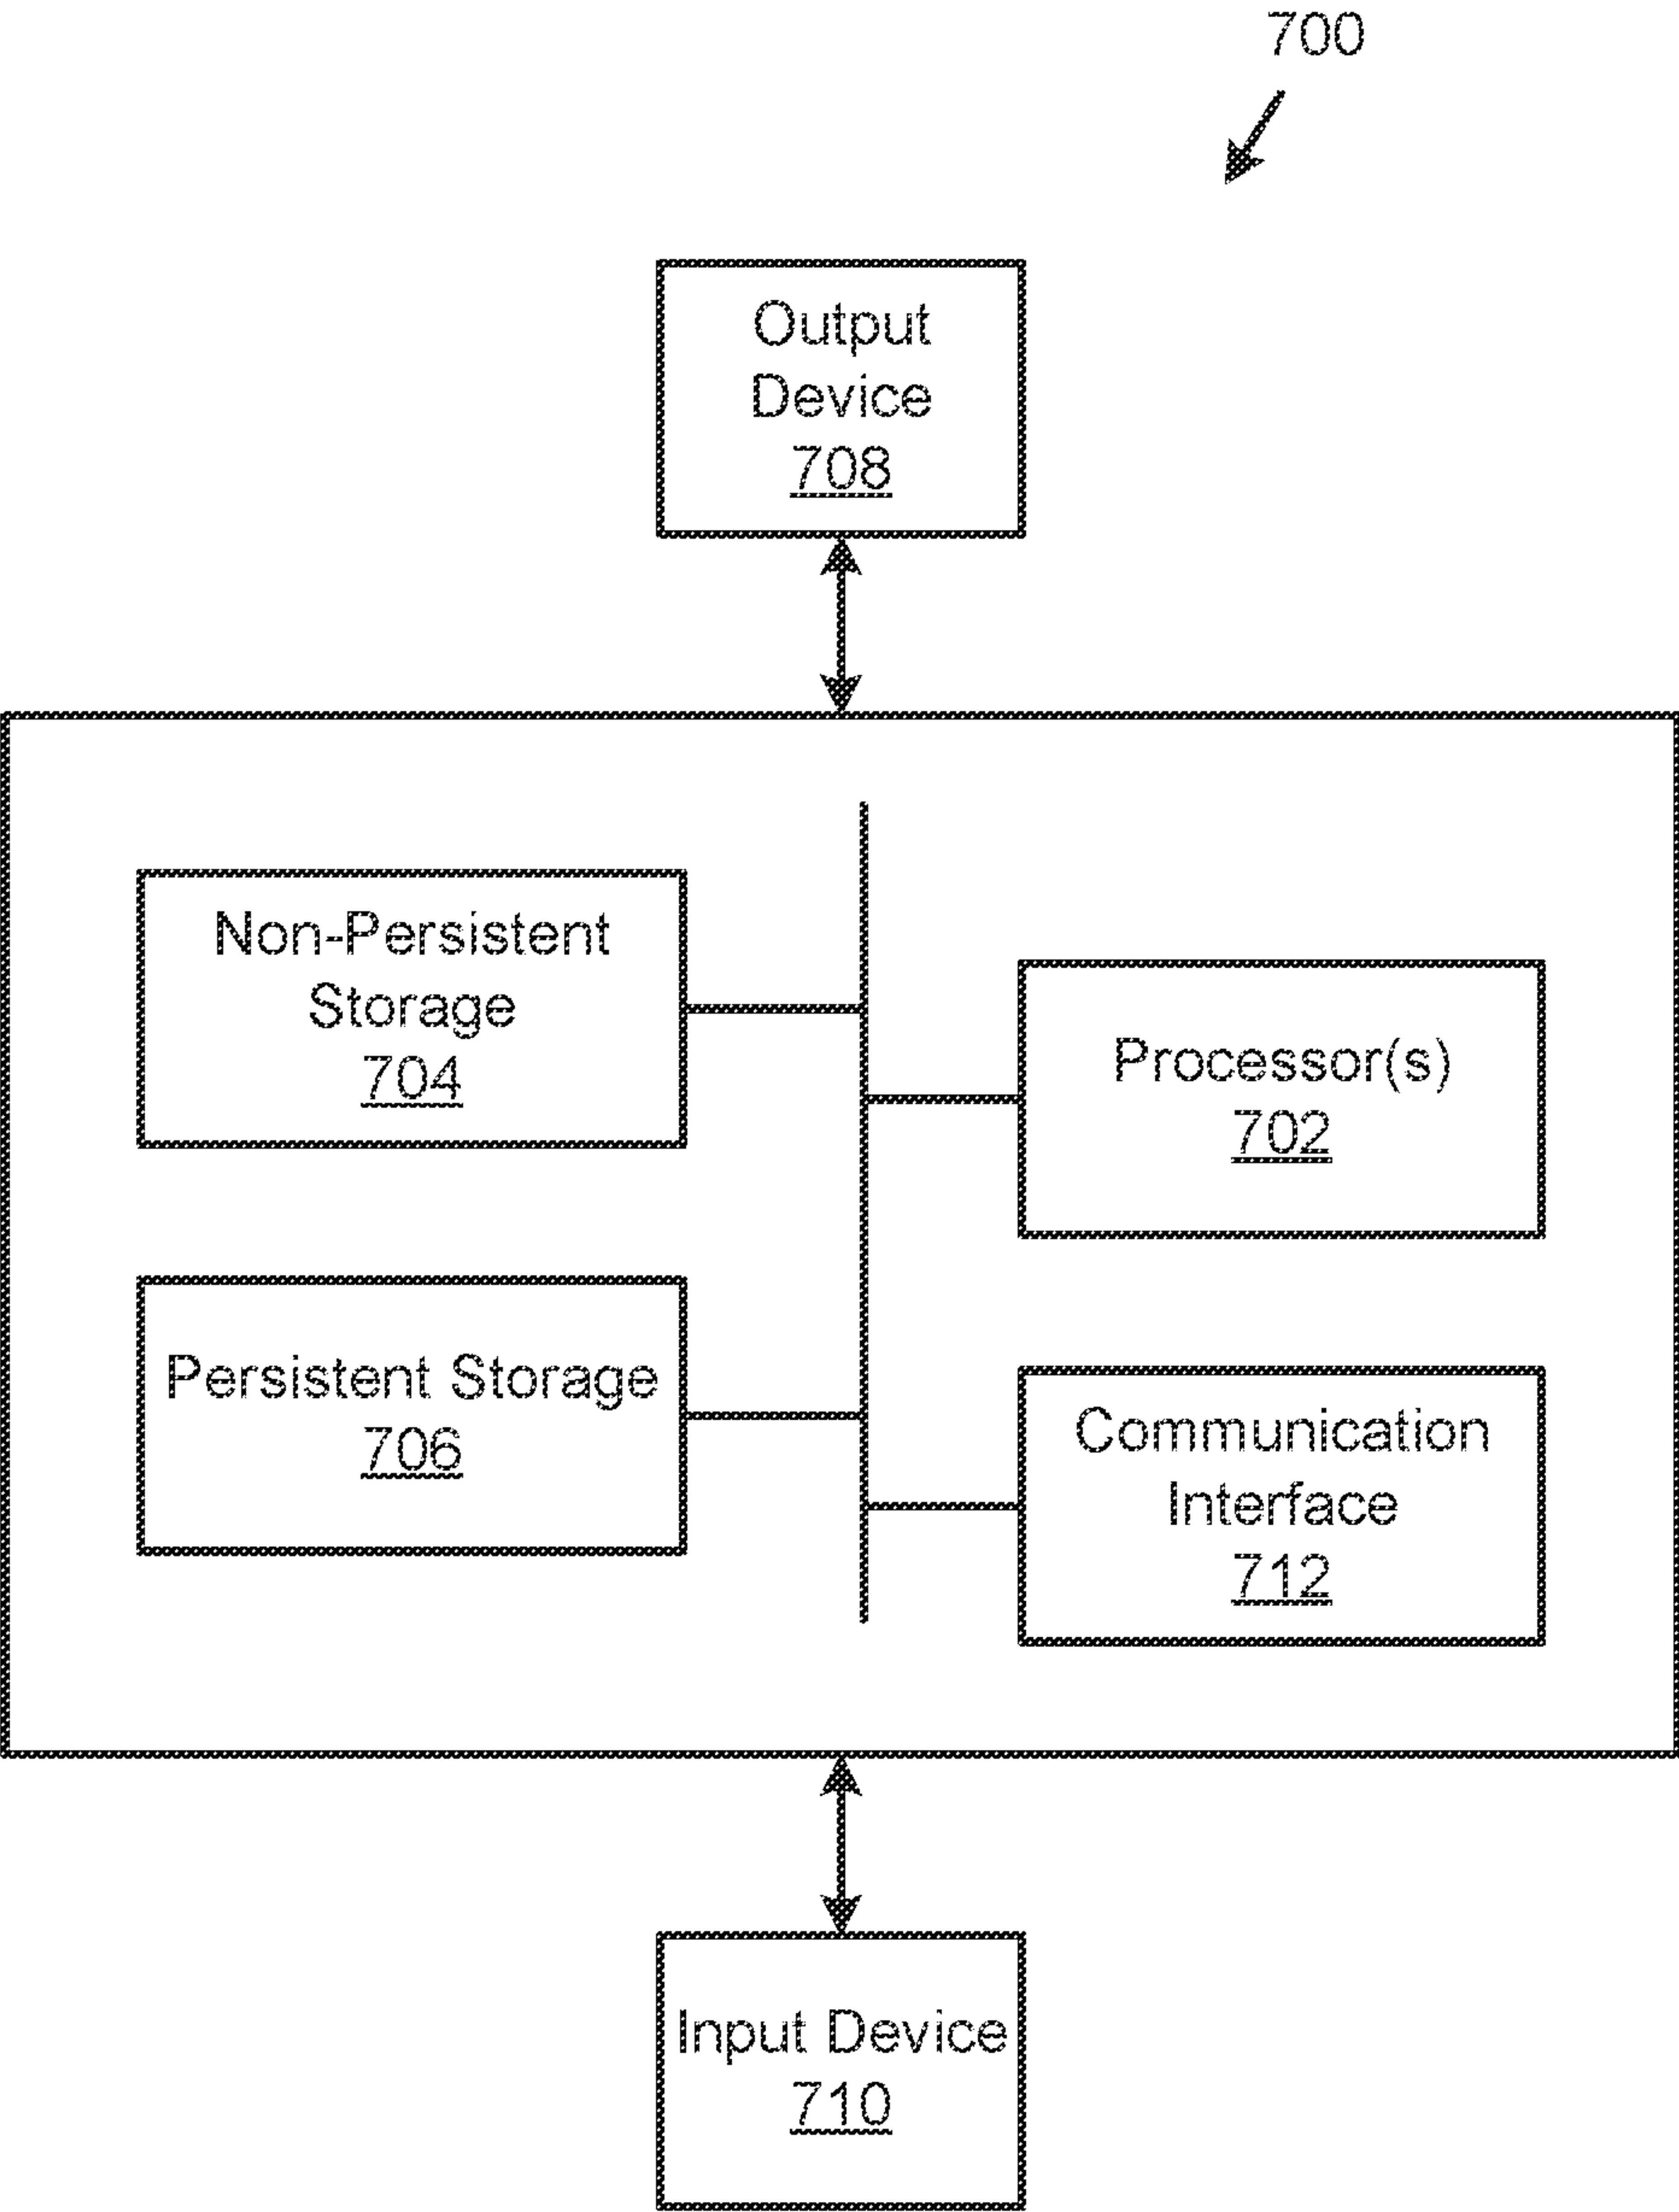 700
Output
Device
708
Non-Persistent
Storage
704
Processor(s)
702
Persistent Storage
706
Communication
Interface
712
Input Device
710